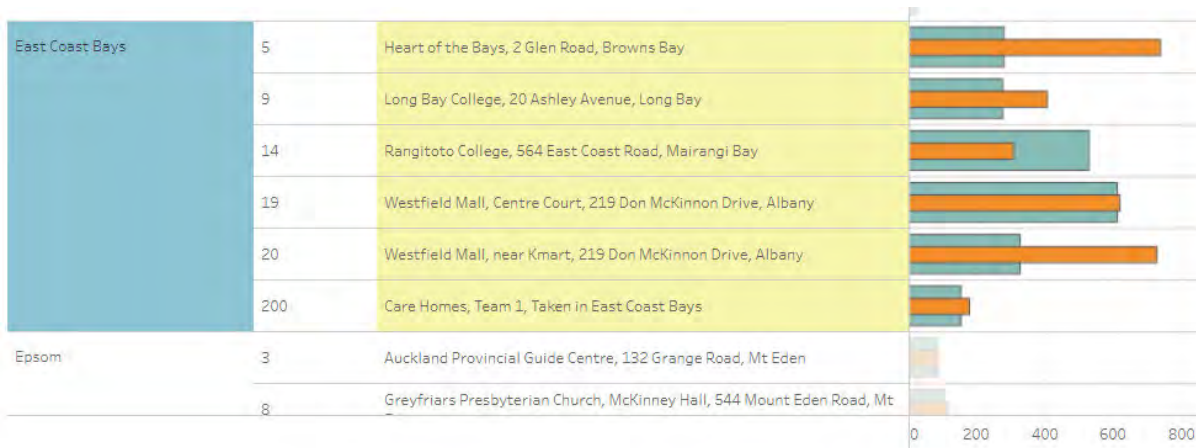 East Coast Bays 5 Heart of the Bays, 2 Glen Road, Browns Bay
9 Long Bay College, 20 Ashley Avenue, Long Bay
14 Rangitoto College, 564 East Coast Road, Mairangi Bay
19 Westfield Mall, Centre Court, 219 Don McKinnon Drive, Albany
20 Westfield Mall, near Kmart, 219 Don McKinnon Drive, Albany
200 Care Homes, Team 1, Taken in East Coast Bays
Epsom 3 Auckland Provincial Guide Centre, 132 Grange Road, Mt Eden
8 Greyfriars Presbyterian Church, McKinney Hall, 544 Mount Eden Road, Mt
0 200 400 600 800